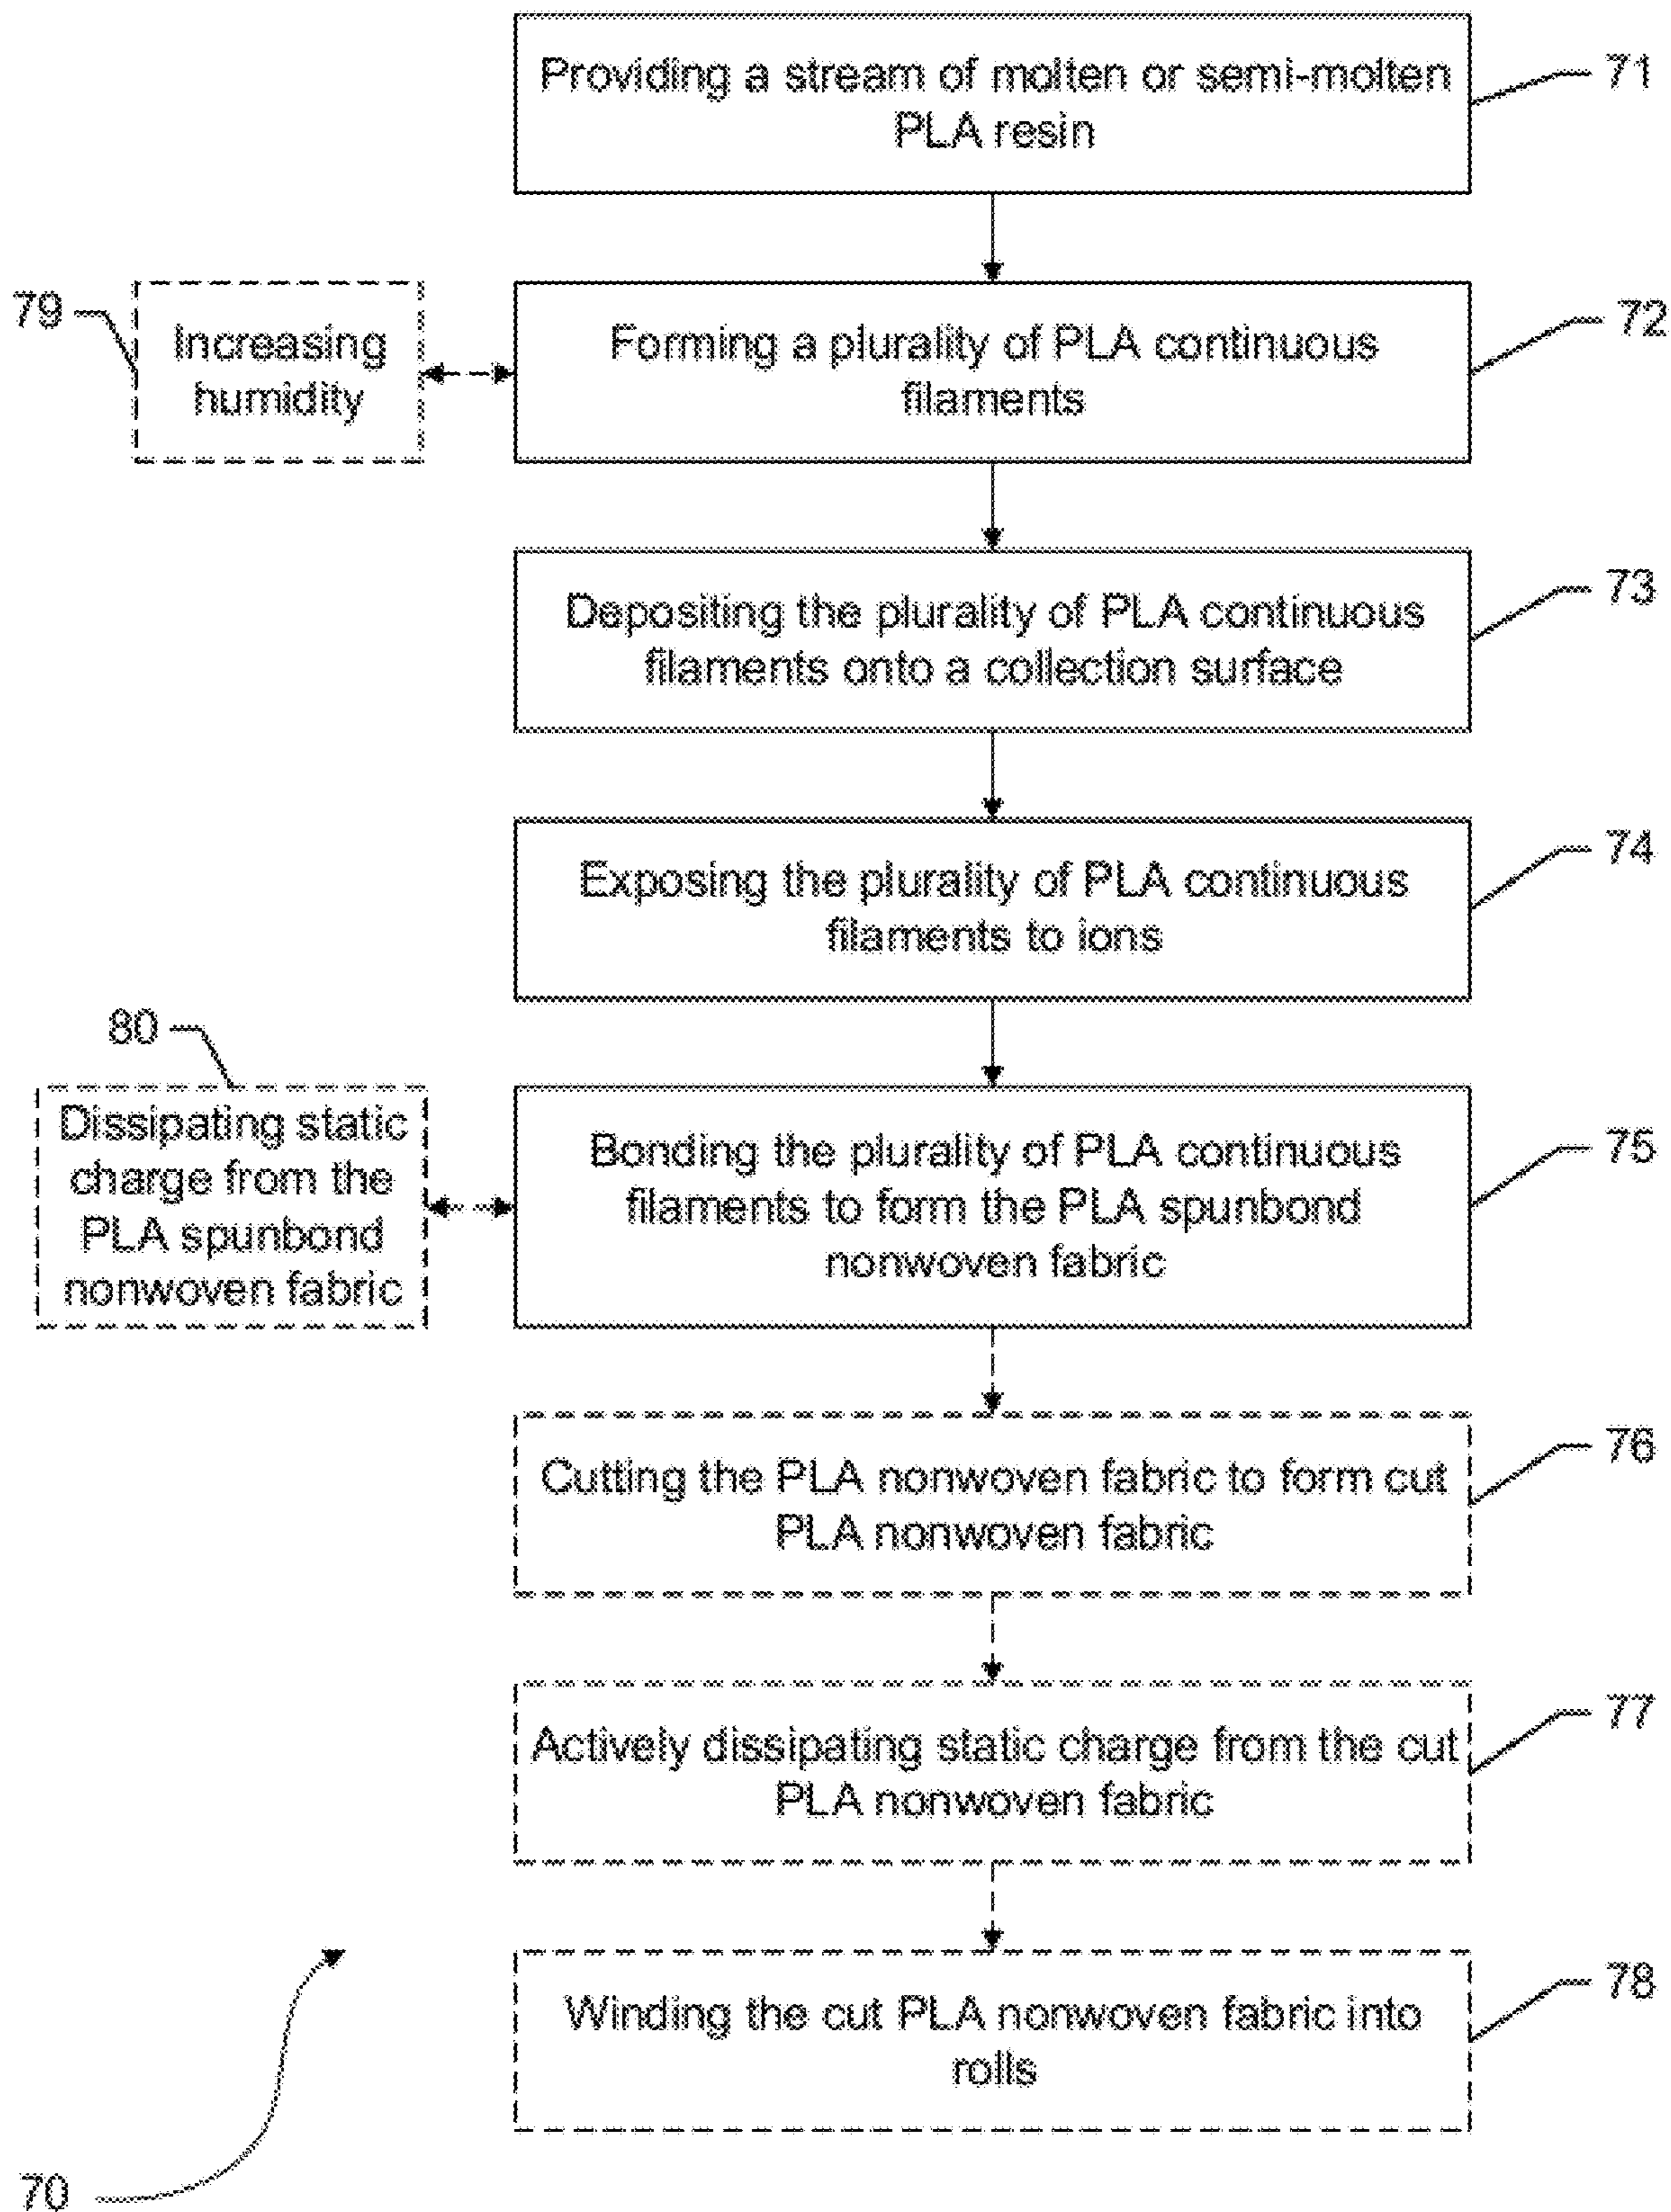 Providing a stream of molten or semi-molten
PLA resin
71
79
Increasing
humidity
Forming a plurality of PLA continuous
filaments
72
Depositing the plurality of PLA continuous
filaments onto a collection surface
73
Exposing the plurality of PLA continuous
filaments to ions
74
80
Dissipating static
charge from the
PLA spunbond
nonwoven fabric
Bonding the plurality of PLA continuous
filaments to form the PLA spunbond
nonwoven fabric
75
Cutting the PLA nonwoven fabric to form cut
PLA nonwoven fabric
76
Actively dissipating static charge from the cut
PLA nonwoven fabric
77
Winding the cut PLA nonwoven fabric into
rolls
78
70